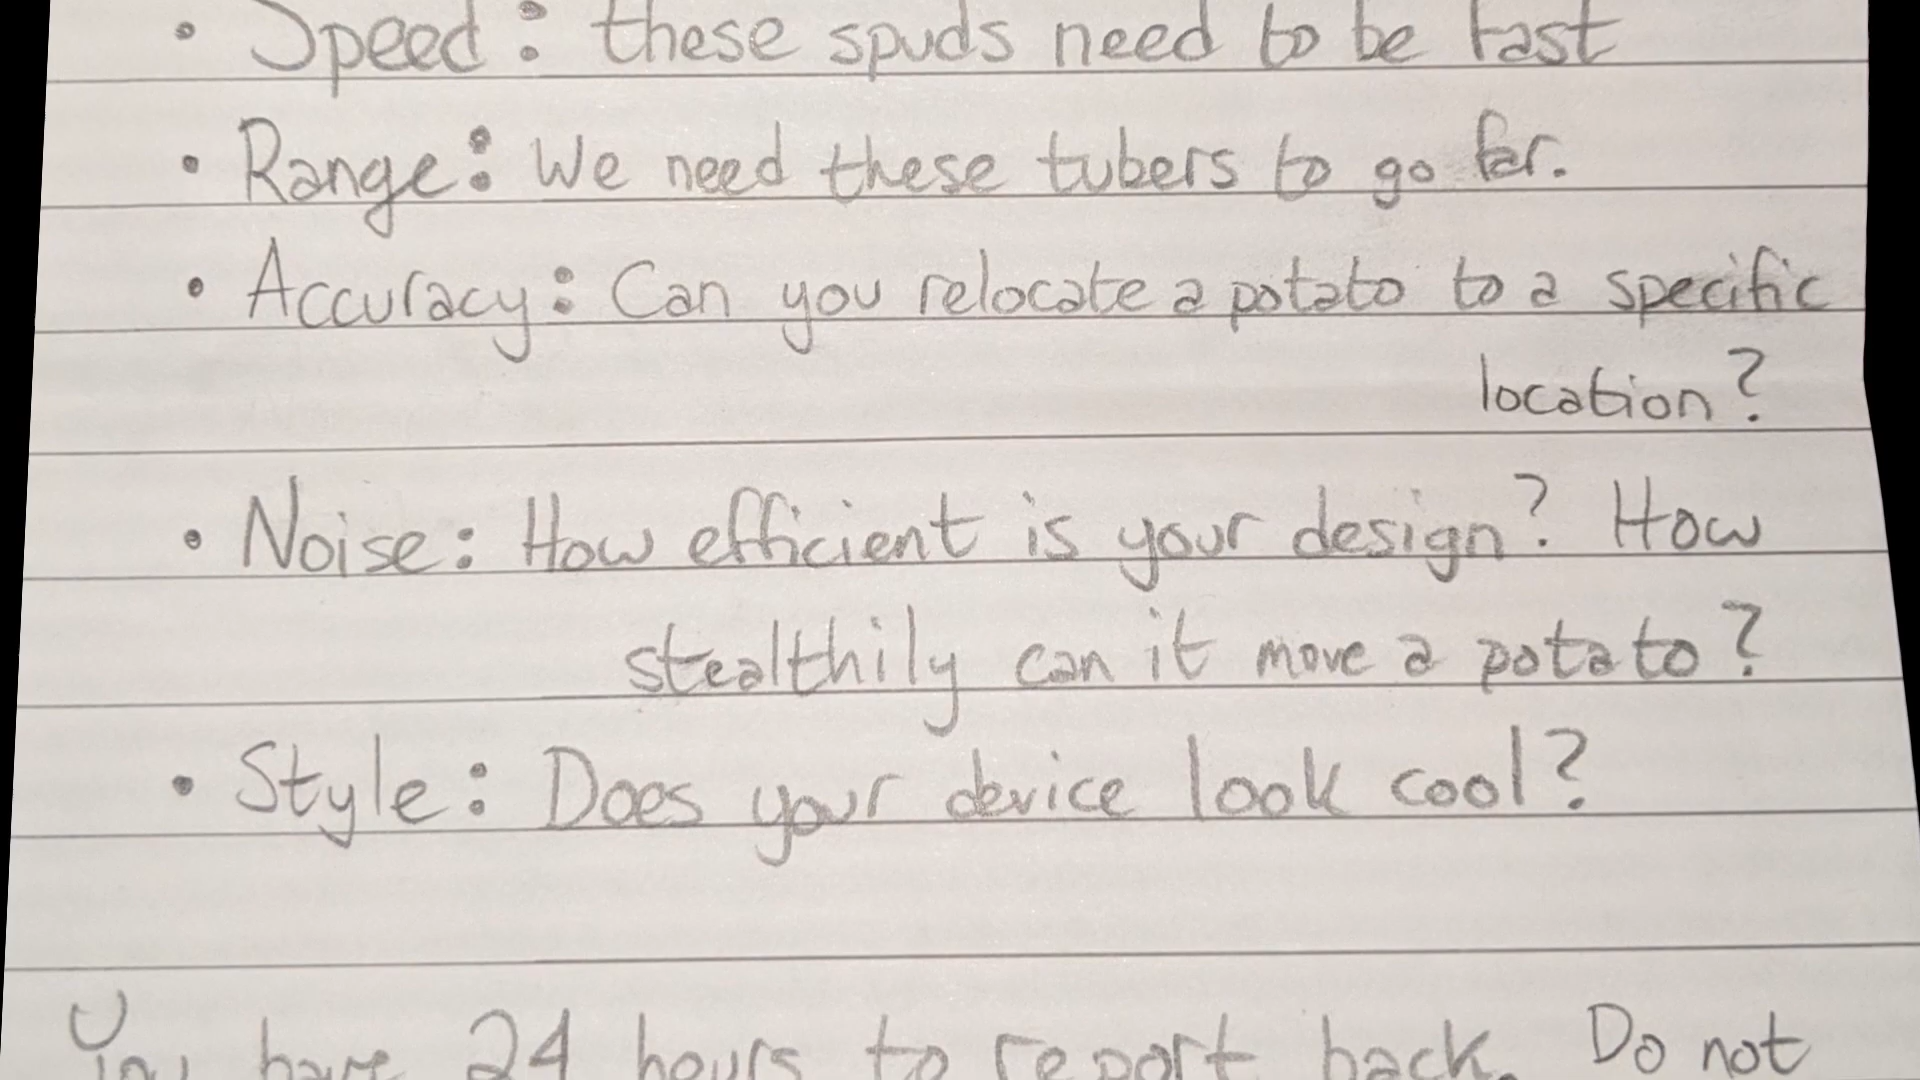 • Speed: these spuds need to be fast
• Range: We need these tubers to go far.
• Accuracy: Can you relocate a potato to a specific
location?
• Noise: How efficient is your design? How
stealthily can it move a potato?
• Style: Does your device look cool?
You have 24 hours to report back. Do not